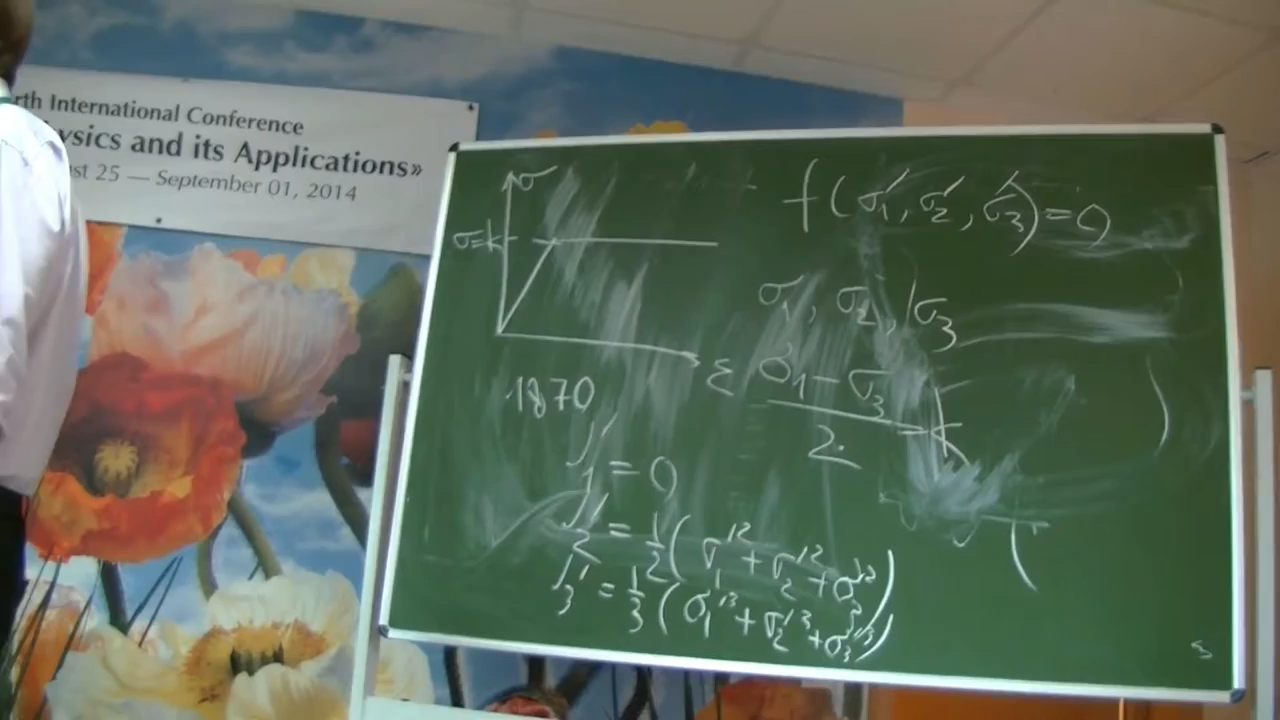 rth International Conference
ysics and its Applications»
st 25 — September 01, 2014
σ
σ=k
ε
f(σ₁′, σ₂′, σ₃′)=0
σ₁, σ₂, σ₃
σ₁−σ₃
2
1870
J₁′=0
J₂′=1/2(σ₁′²+σ₂′²+σ₃′²)
J₃′=1/3(σ₁′³+σ₂′³+σ₃′³)